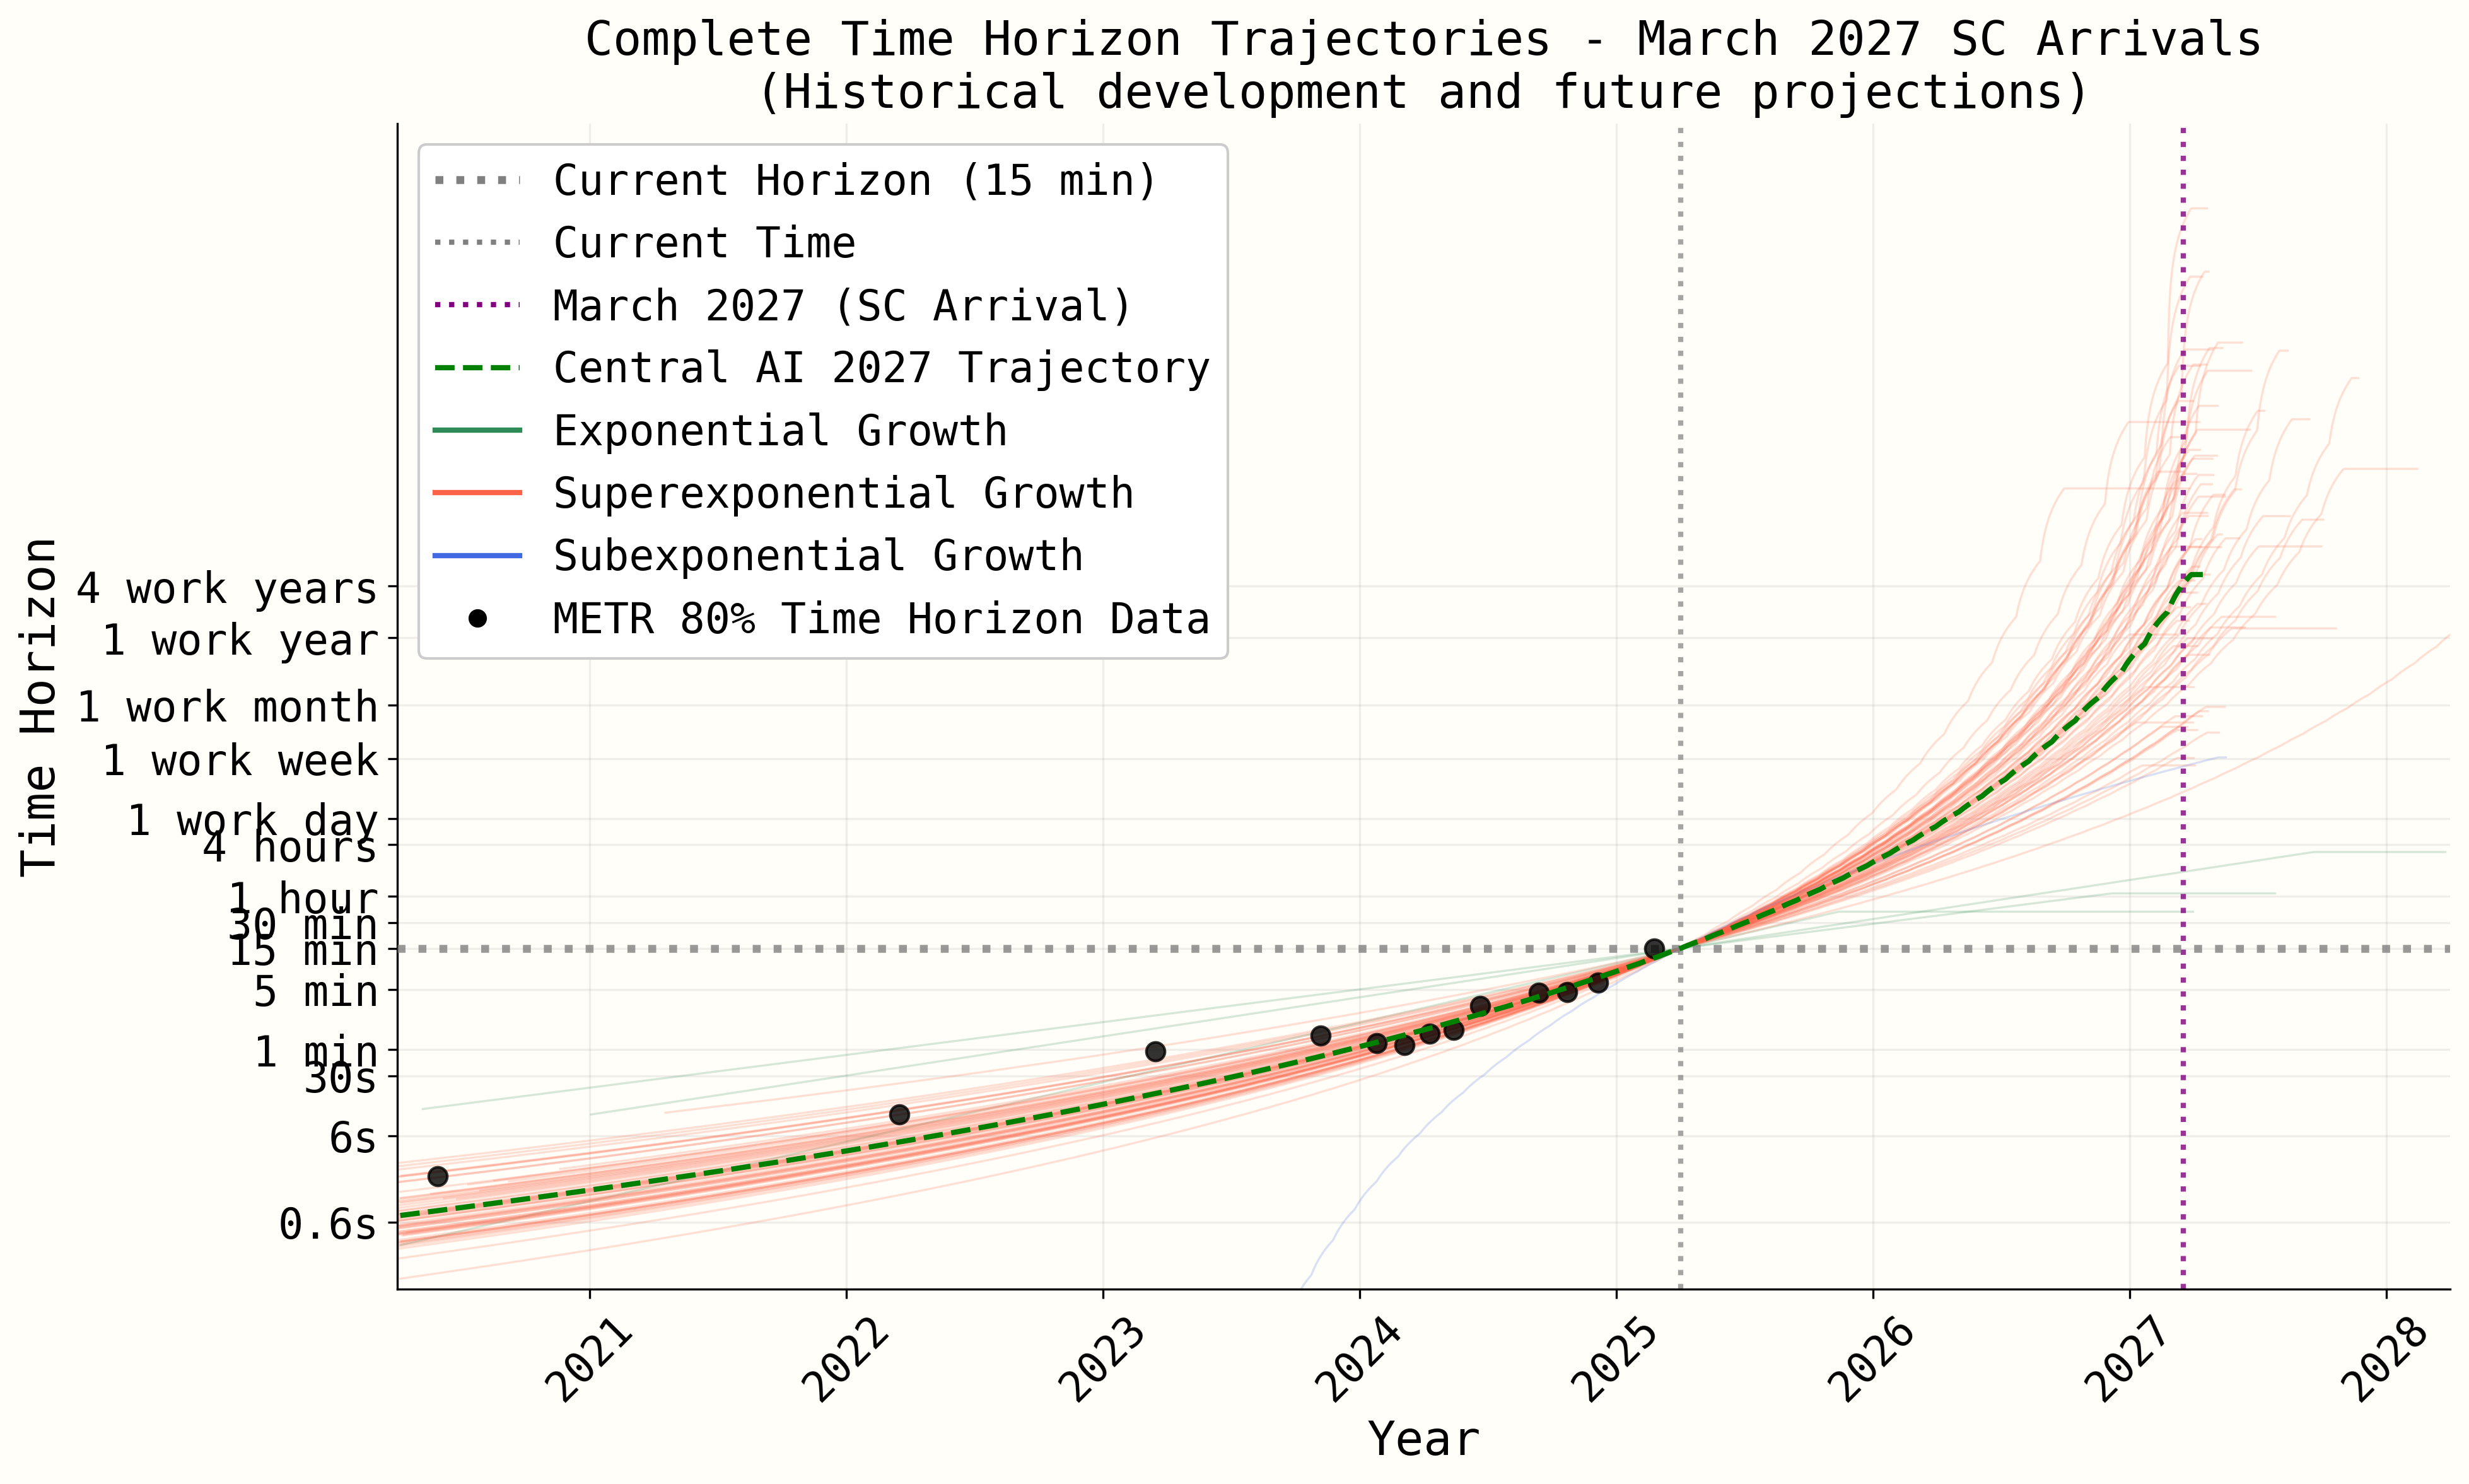 Complete Time Horizon Trajectories - March 2027 SC Arrivals
(Historical development and future projections)
Current Horizon (15 min)
Current Time
March 2027 (SC Arrival)
Central AI 2027 Trajectory
Exponential Growth
Superexponential Growth
Subexponential Growth
METR 80% Time Horizon Data
Time Horizon
4 work years
1 work year
1 work month
1 work week
1 work day
4 hours
1 hour
30 min
15 min
5 min
1 min
30s
6s
0.6s
2021
2022
2023
2024
2025
2026
2027
2028
Year